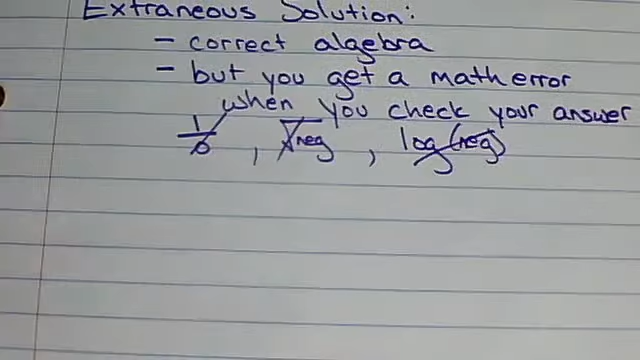 Extraneous Solution:
- correct algebra
- but you get a math error
when you check your answer
1/0 , √neg , log(neg)